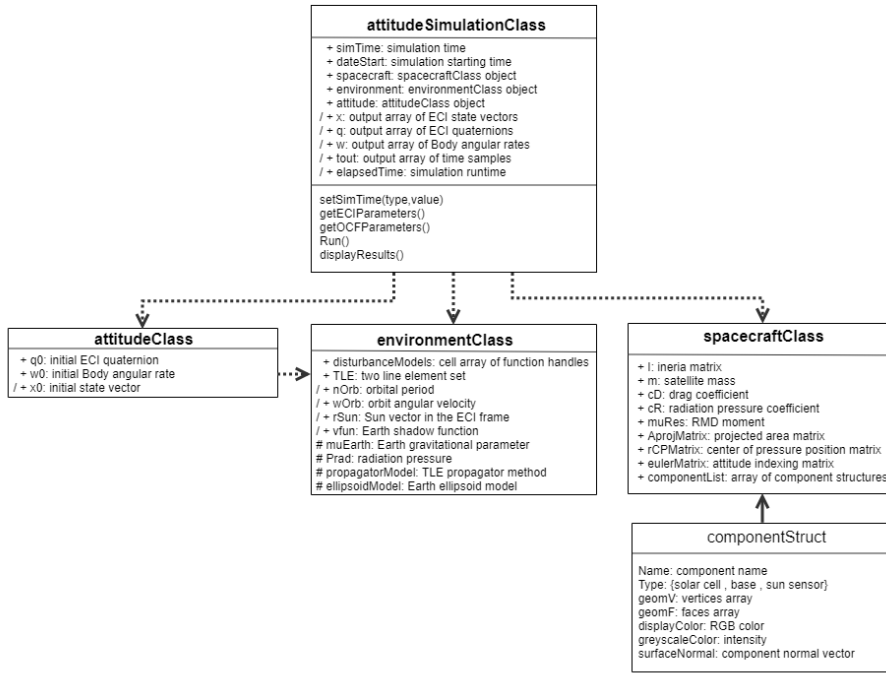 attitudeSimulationClass
+ simTime: simulation time
+ dateStart: simulation starting time
+ spacecraft: spacecraftClass object
+ environment: environmentClass object
+ attitude: attitudeClass object
/ + x: output array of ECI state vectors
/ + q: output array of ECI quaternions
/ + w: output array of Body angular rates
/ + tout: output array of time samples
/ + elapsedTime: simulation runtime
setSimTime(type,value)
getECIParameters()
getOCFParameters()
Run()
displayResults()
attitudeClass
+ q0: initial ECI quaternion
+ w0: initial Body angular rate
/ + x0: initial state vector
environmentClass
+ disturbanceModels: cell array of function handles
+ TLE: two line element set
/ + nOrb: orbital period
/ + wOrb: orbit angular velocity
/ + rSun: Sun vector in the ECI frame
/ + vfun: Earth shadow function
# muEarth: Earth gravitational parameter
# Prad: radiation pressure
# propagatorModel: TLE propagator method
# ellipsoidModel: Earth ellipsoid model
spacecraftClass
+ I: ineria matrix
+ m: satellite mass
+ cD: drag coefficient
+ cR: radiation pressure coefficient
+ muRes: RMD moment
+ AprojMatrix: projected area matrix
+ rCPMatrix: center of pressure position matrix
+ eulerMatrix: attitude indexing matrix
+ componentList: array of component structures
componentStruct
Name: component name
Type: {solar cell , base , sun sensor}
geomV: vertices array
geomF: faces array
displayColor: RGB color
greyscaleColor: intensity
surfaceNormal: component normal vector